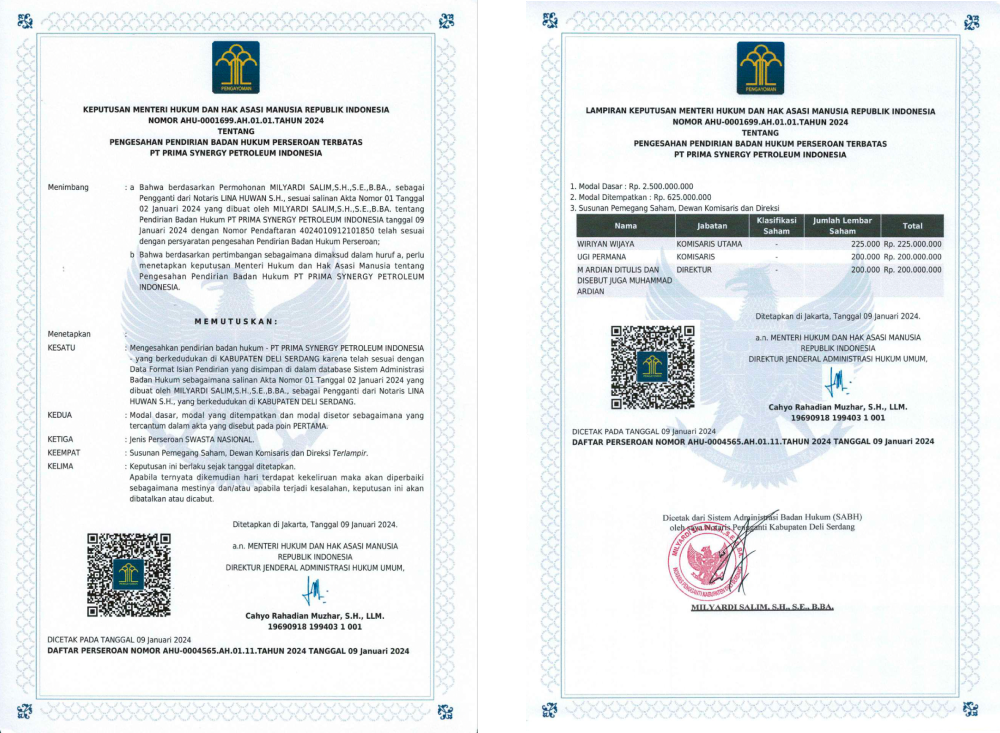 PENGAYOMAN
KEPUTUSAN MENTERI HUKUM DAN HAK ASASI MANUSIA REPUBLIK INDONESIA
NOMOR AHU-0001699.AH.01.01.TAHUN 2024
TENTANG
PENGESAHAN PENDIRIAN BADAN HUKUM PERSEROAN TERBATAS
PT PRIMA SYNERGY PETROLEUM INDONESIA
Menimbang : a Bahwa berdasarkan Permohonan MILYARDI SALIM,S.H.,S.E.,B.BA., sebagai
Pengganti dari Notaris LINA HUWAN S.H., sesuai salinan Akta Nomor 01 Tanggal
02 Januari 2024 yang dibuat oleh MILYARDI SALIM,S.H.,S.E.,B.BA. tentang
Pendirian Badan Hukum PT PRIMA SYNERGY PETROLEUM INDONESIA tanggal 09
Januari 2024 dengan Nomor Pendaftaran 4024010912101850 telah sesuai
dengan persyaratan pengesahan Pendirian Badan Hukum Perseroan;
b Bahwa berdasarkan pertimbangan sebagaimana dimaksud dalam huruf a, perlu
: menetapkan keputusan Menteri Hukum dan Hak Asasi Manusia tentang
Pengesahan Pendirian Badan Hukum PT PRIMA SYNERGY PETROLEUM
INDONESIA.
M E M U T U S K A N :
Menetapkan :
KESATU : Mengesahkan pendirian badan hukum - PT PRIMA SYNERGY PETROLEUM INDONESIA
- yang berkedudukan di KABUPATEN DELI SERDANG karena telah sesuai dengan
Data Format Isian Pendirian yang disimpan di dalam database Sistem Administrasi
Badan Hukum sebagaimana salinan Akta Nomor 01 Tanggal 02 Januari 2024 yang
dibuat oleh MILYARDI SALIM,S.H.,S.E.,B.BA., sebagai Pengganti dari Notaris LINA
HUWAN S.H., yang berkedudukan di KABUPATEN DELI SERDANG.
KEDUA : Modal dasar, modal yang ditempatkan dan modal disetor sebagaimana yang
tercantum dalam akta yang disebut pada poin PERTAMA.
KETIGA : Jenis Perseroan SWASTA NASIONAL.
KEEMPAT : Susunan Pemegang Saham, Dewan Komisaris dan Direksi Terlampir.
KELIMA : Keputusan ini berlaku sejak tanggal ditetapkan.
Apabila ternyata dikemudian hari terdapat kekeliruan maka akan diperbaiki
sebagaimana mestinya dan/atau apabila terjadi kesalahan, keputusan ini akan
dibatalkan atau dicabut.
Ditetapkan di Jakarta, Tanggal 09 Januari 2024.
a.n. MENTERI HUKUM DAN HAK ASASI MANUSIA
REPUBLIK INDONESIA
DIREKTUR JENDERAL ADMINISTRASI HUKUM UMUM,
Cahyo Rahadian Muzhar, S.H., LLM.
19690918 199403 1 001
DICETAK PADA TANGGAL 09 Januari 2024
DAFTAR PERSEROAN NOMOR AHU-0004565.AH.01.11.TAHUN 2024 TANGGAL 09 Januari 2024
PENGAYOMAN
LAMPIRAN KEPUTUSAN MENTERI HUKUM DAN HAK ASASI MANUSIA REPUBLIK INDONESIA
NOMOR AHU-0001699.AH.01.01.TAHUN 2024
TENTANG
PENGESAHAN PENDIRIAN BADAN HUKUM PERSEROAN TERBATAS
PT PRIMA SYNERGY PETROLEUM INDONESIA
1. Modal Dasar : Rp. 2.500.000.000
2. Modal Ditempatkan : Rp. 625.000.000
3. Susunan Pemegang Saham, Dewan Komisaris dan Direksi
Nama Jabatan Klasifikasi Saham Jumlah Lembar Saham Total
WIRIYAN WIJAYA KOMISARIS UTAMA - 225.000 Rp. 225.000.000
UGI PERMANA KOMISARIS - 200.000 Rp. 200.000.000
M ARDIAN DITULIS DAN DIREKTUR - 200.000 Rp. 200.000.000
DISEBUT JUGA MUHAMMAD
ARDIAN
Ditetapkan di Jakarta, Tanggal 09 Januari 2024.
a.n. MENTERI HUKUM DAN HAK ASASI MANUSIA
REPUBLIK INDONESIA
DIREKTUR JENDERAL ADMINISTRASI HUKUM UMUM,
Cahyo Rahadian Muzhar, S.H., LLM.
19690918 199403 1 001
DICETAK PADA TANGGAL 09 Januari 2024
DAFTAR PERSEROAN NOMOR AHU-0004565.AH.01.11.TAHUN 2024 TANGGAL 09 Januari 2024
Dicetak dari Sistem Administrasi Badan Hukum (SABH)
oleh saya Notaris Pengganti Kabupaten Deli Serdang
MILYARDI SALIM, S.H., S.E., B.BA.